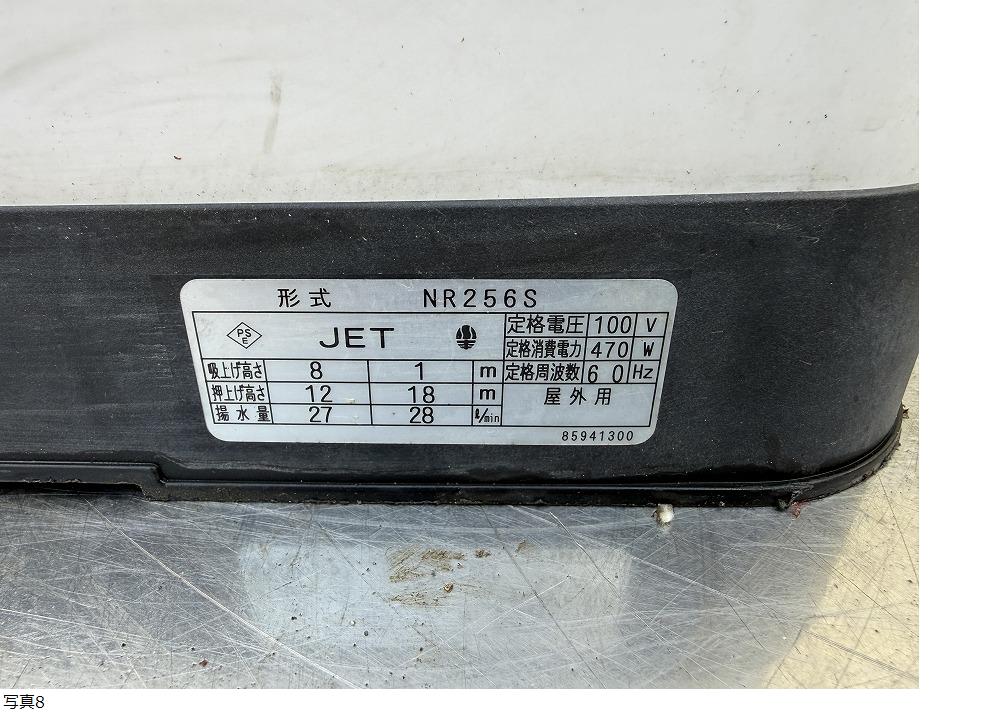 形式 NR256S
PS E JET 定格電圧 100 V
定格消費電力 470 W
吸上げ高さ 8 1 m 定格周波数 60 Hz
押上げ高さ 12 18 m 屋外用
揚水量 27 28 ℓ/min
85941300
写真8